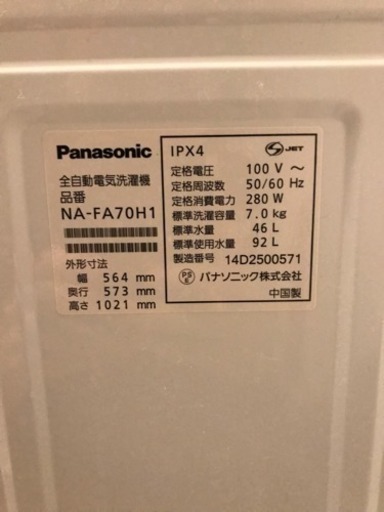 Panasonic
全自動電気洗濯機
品番
NA-FA70H1
外形寸法
幅 564 mm
奥行 573 mm
高さ 1021 mm
IPX4
S JET
定格電圧 100 V ～
定格周波数 50/60 Hz
定格消費電力 280 W
標準洗濯容量 7.0 kg
標準水量 46 L
標準使用水量 92 L
製造番号 14D2500571
PS E パナソニック株式会社
中国製